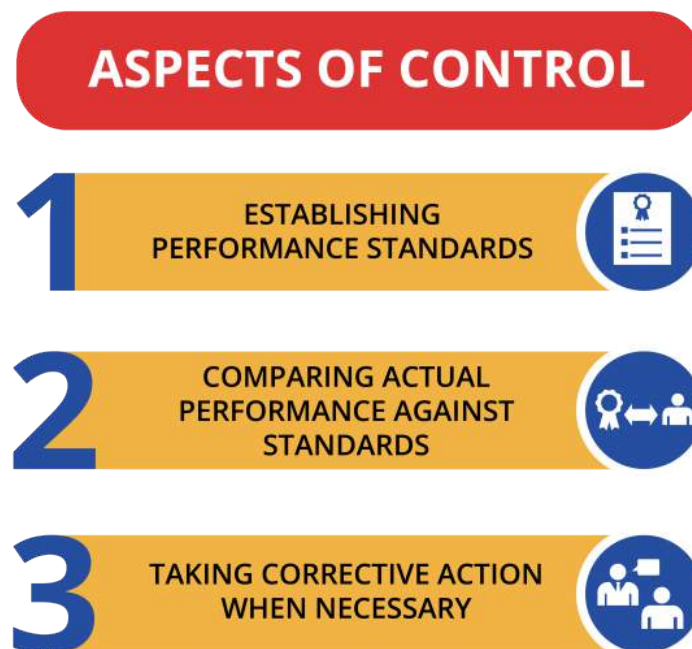 ASPECTS OF CONTROL
1
ESTABLISHING
PERFORMANCE STANDARDS
2
COMPARING ACTUAL
PERFORMANCE AGAINST
STANDARDS
3
TAKING CORRECTIVE ACTION
WHEN NECESSARY